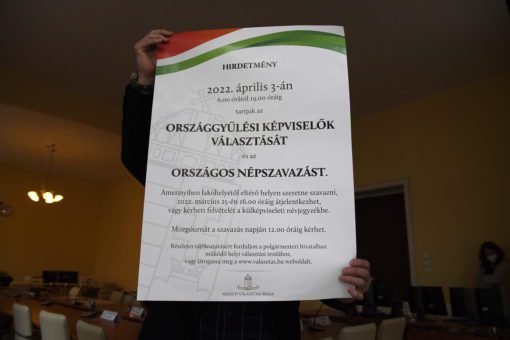 HIRDETMÉNY
2022. április 3-án
6.00 órától 19.00 óráig
tartjuk az
ORSZÁGGYŰLÉSI KÉPVISELŐK
VÁLASZTÁSÁT
és az
ORSZÁGOS NÉPSZAVAZÁST.
Amennyiben lakóhelyétől eltérő helyen szeretne szavazni,
2022. március 25-én 16.00 óráig átjelentkezhet,
vagy kérheti felvételét a külképviseleti névjegyzékbe.
Mozgóurnát a szavazás napján 12.00 óráig kérhet.
Részletes tájékoztatásért forduljon a polgármesteri hivatalban
működő helyi választási irodához,
vagy látogassa meg a www.valasztas.hu weboldalt.
NEMZETI VÁLASZTÁSI IRODA